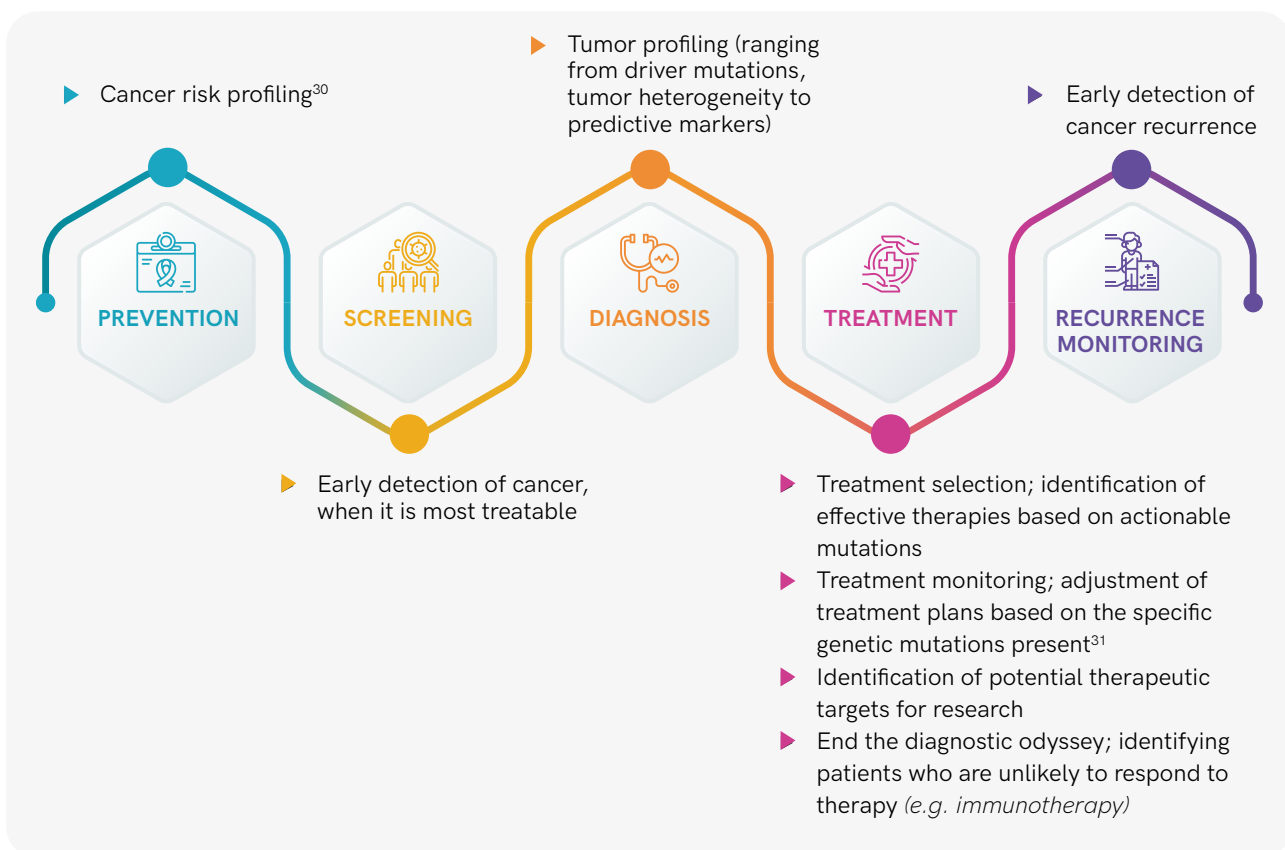 Cancer risk profiling30
PREVENTION
SCREENING
Early detection of cancer,
when it is most treatable
Tumor profiling (ranging
from driver mutations,
tumor heterogeneity to
predictive markers)
DIAGNOSIS
TREATMENT
Treatment selection; identification of
effective therapies based on actionable
mutations
Treatment monitoring; adjustment of
treatment plans based on the specific
genetic mutations present31
Identification of potential therapeutic
targets for research
End the diagnostic odyssey; identifying
patients who are unlikely to respond to
therapy (e.g. immunotherapy)
Early detection of
cancer recurrence
RECURRENCE
MONITORING